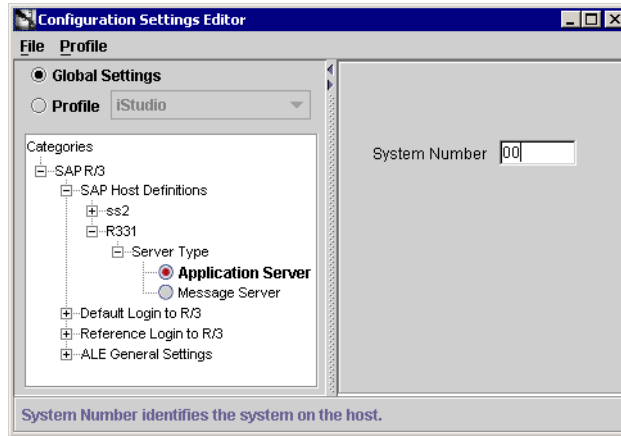 Configuration Settings Editor
File Profile
Global Settings
Profile iStudio
Categories
SAP R/3
SAP Host Definitions
ss2
R331
Server Type
Application Server
Message Server
Default Login to R/3
Reference Login to R/3
ALE General Settings
System Number 00
System Number identifies the system on the host.